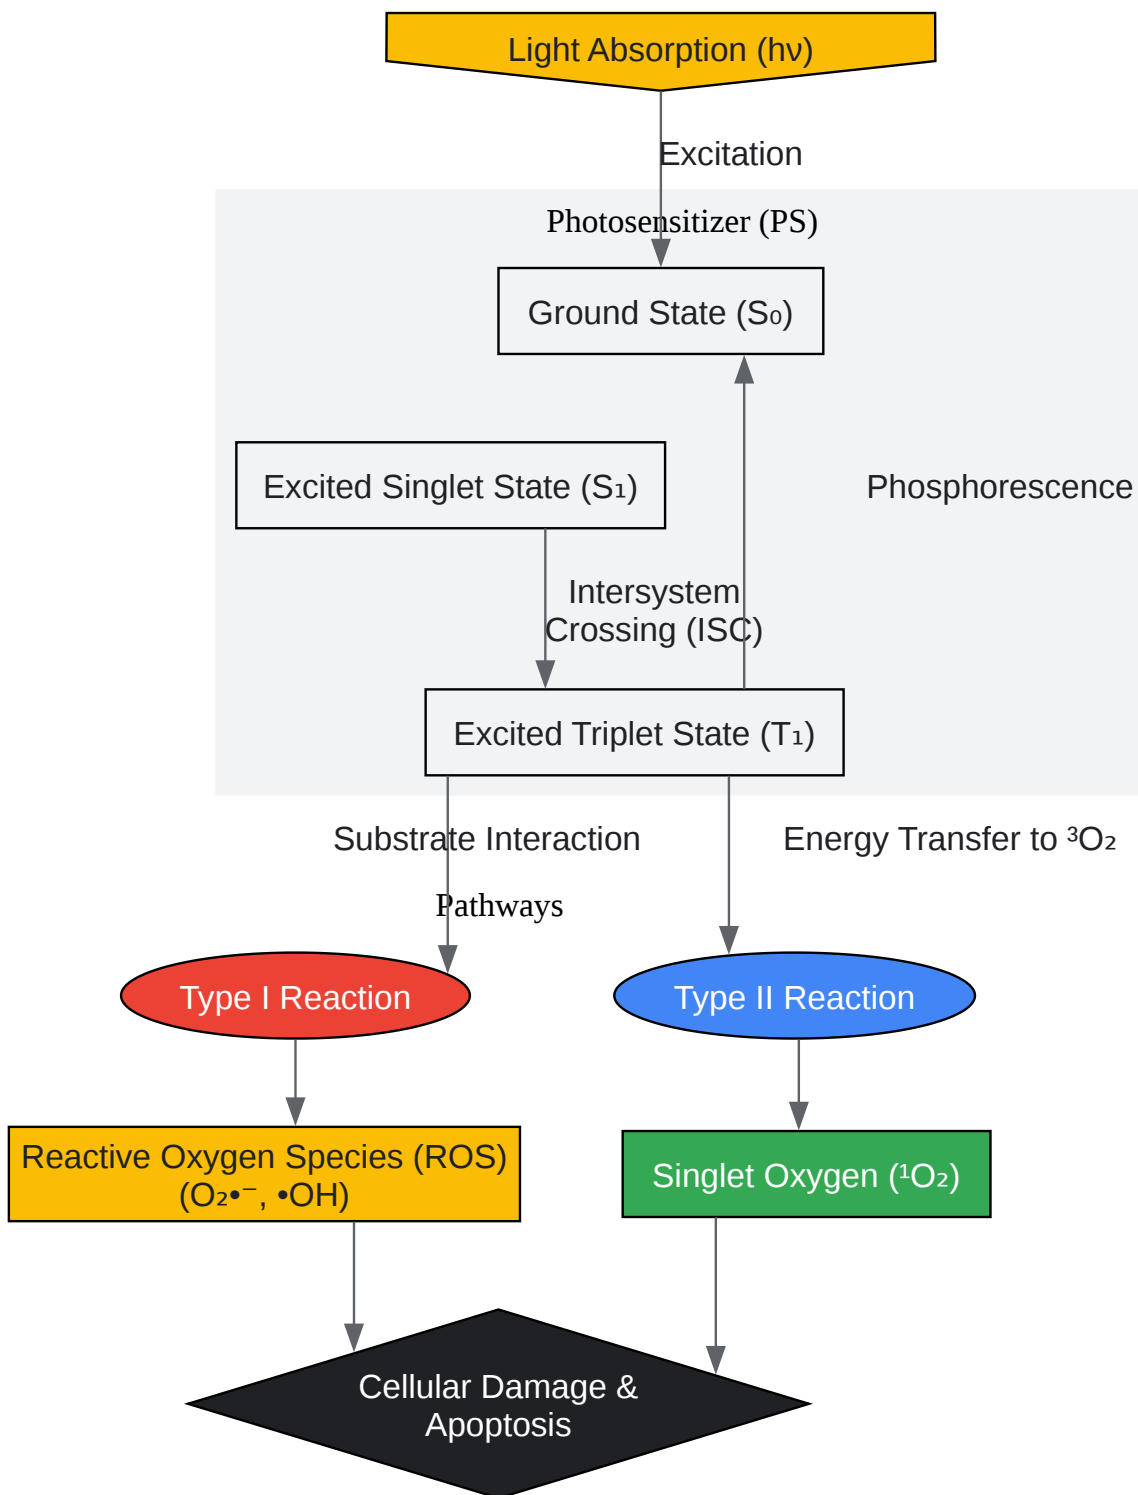 Light Absorption (hν)
Excitation
Photosensitizer (PS)
Ground State (S₀)
Excited Singlet State (S₁)
Phosphorescence
Intersystem
Crossing (ISC)
Excited Triplet State (T₁)
Substrate Interaction
Energy Transfer to ³O₂
Pathways
Type I Reaction
Type II Reaction
Reactive Oxygen Species (ROS)
(O₂•⁻, •OH)
Singlet Oxygen (¹O₂)
Cellular Damage &
Apoptosis